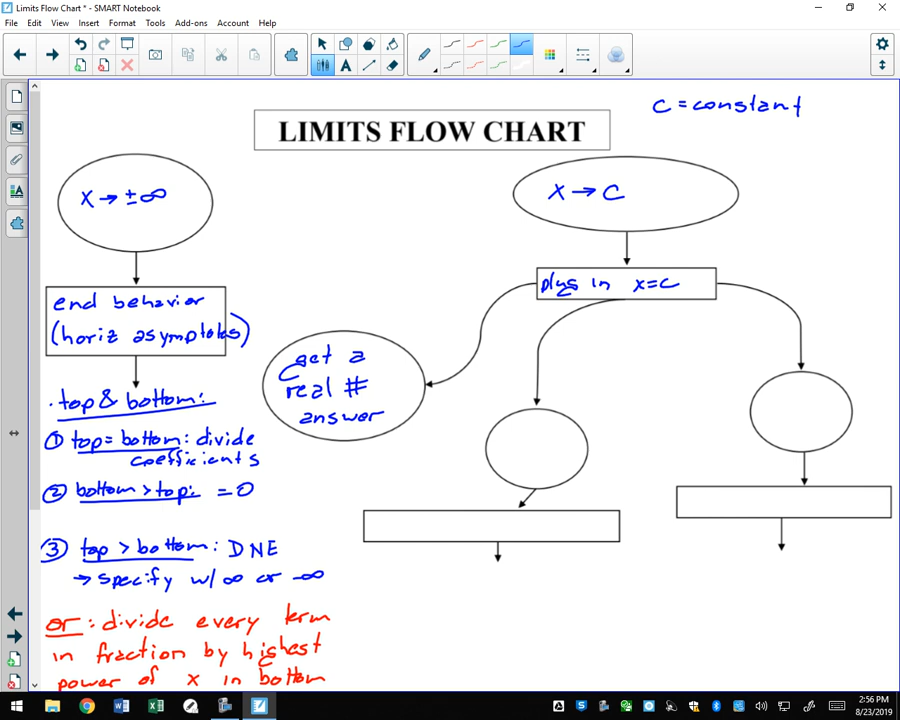 Limits Flow Chart * - SMART Notebook
File Edit View Insert Format Tools Add-ons Account Help
C = constant
LIMITS FLOW CHART
X → ± ∞
X → C
end behavior
(horiz asymptotes)
plug in x=c
get a
real #
answer
· top & bottom:
① top = bottom: divide
coefficients
② bottom > top: = 0
③ top > bottom: DNE
→ specify w/ ∞ or -∞
or: divide every term
in fraction by highest
power of x in bottom
2:56 PM
8/23/2019